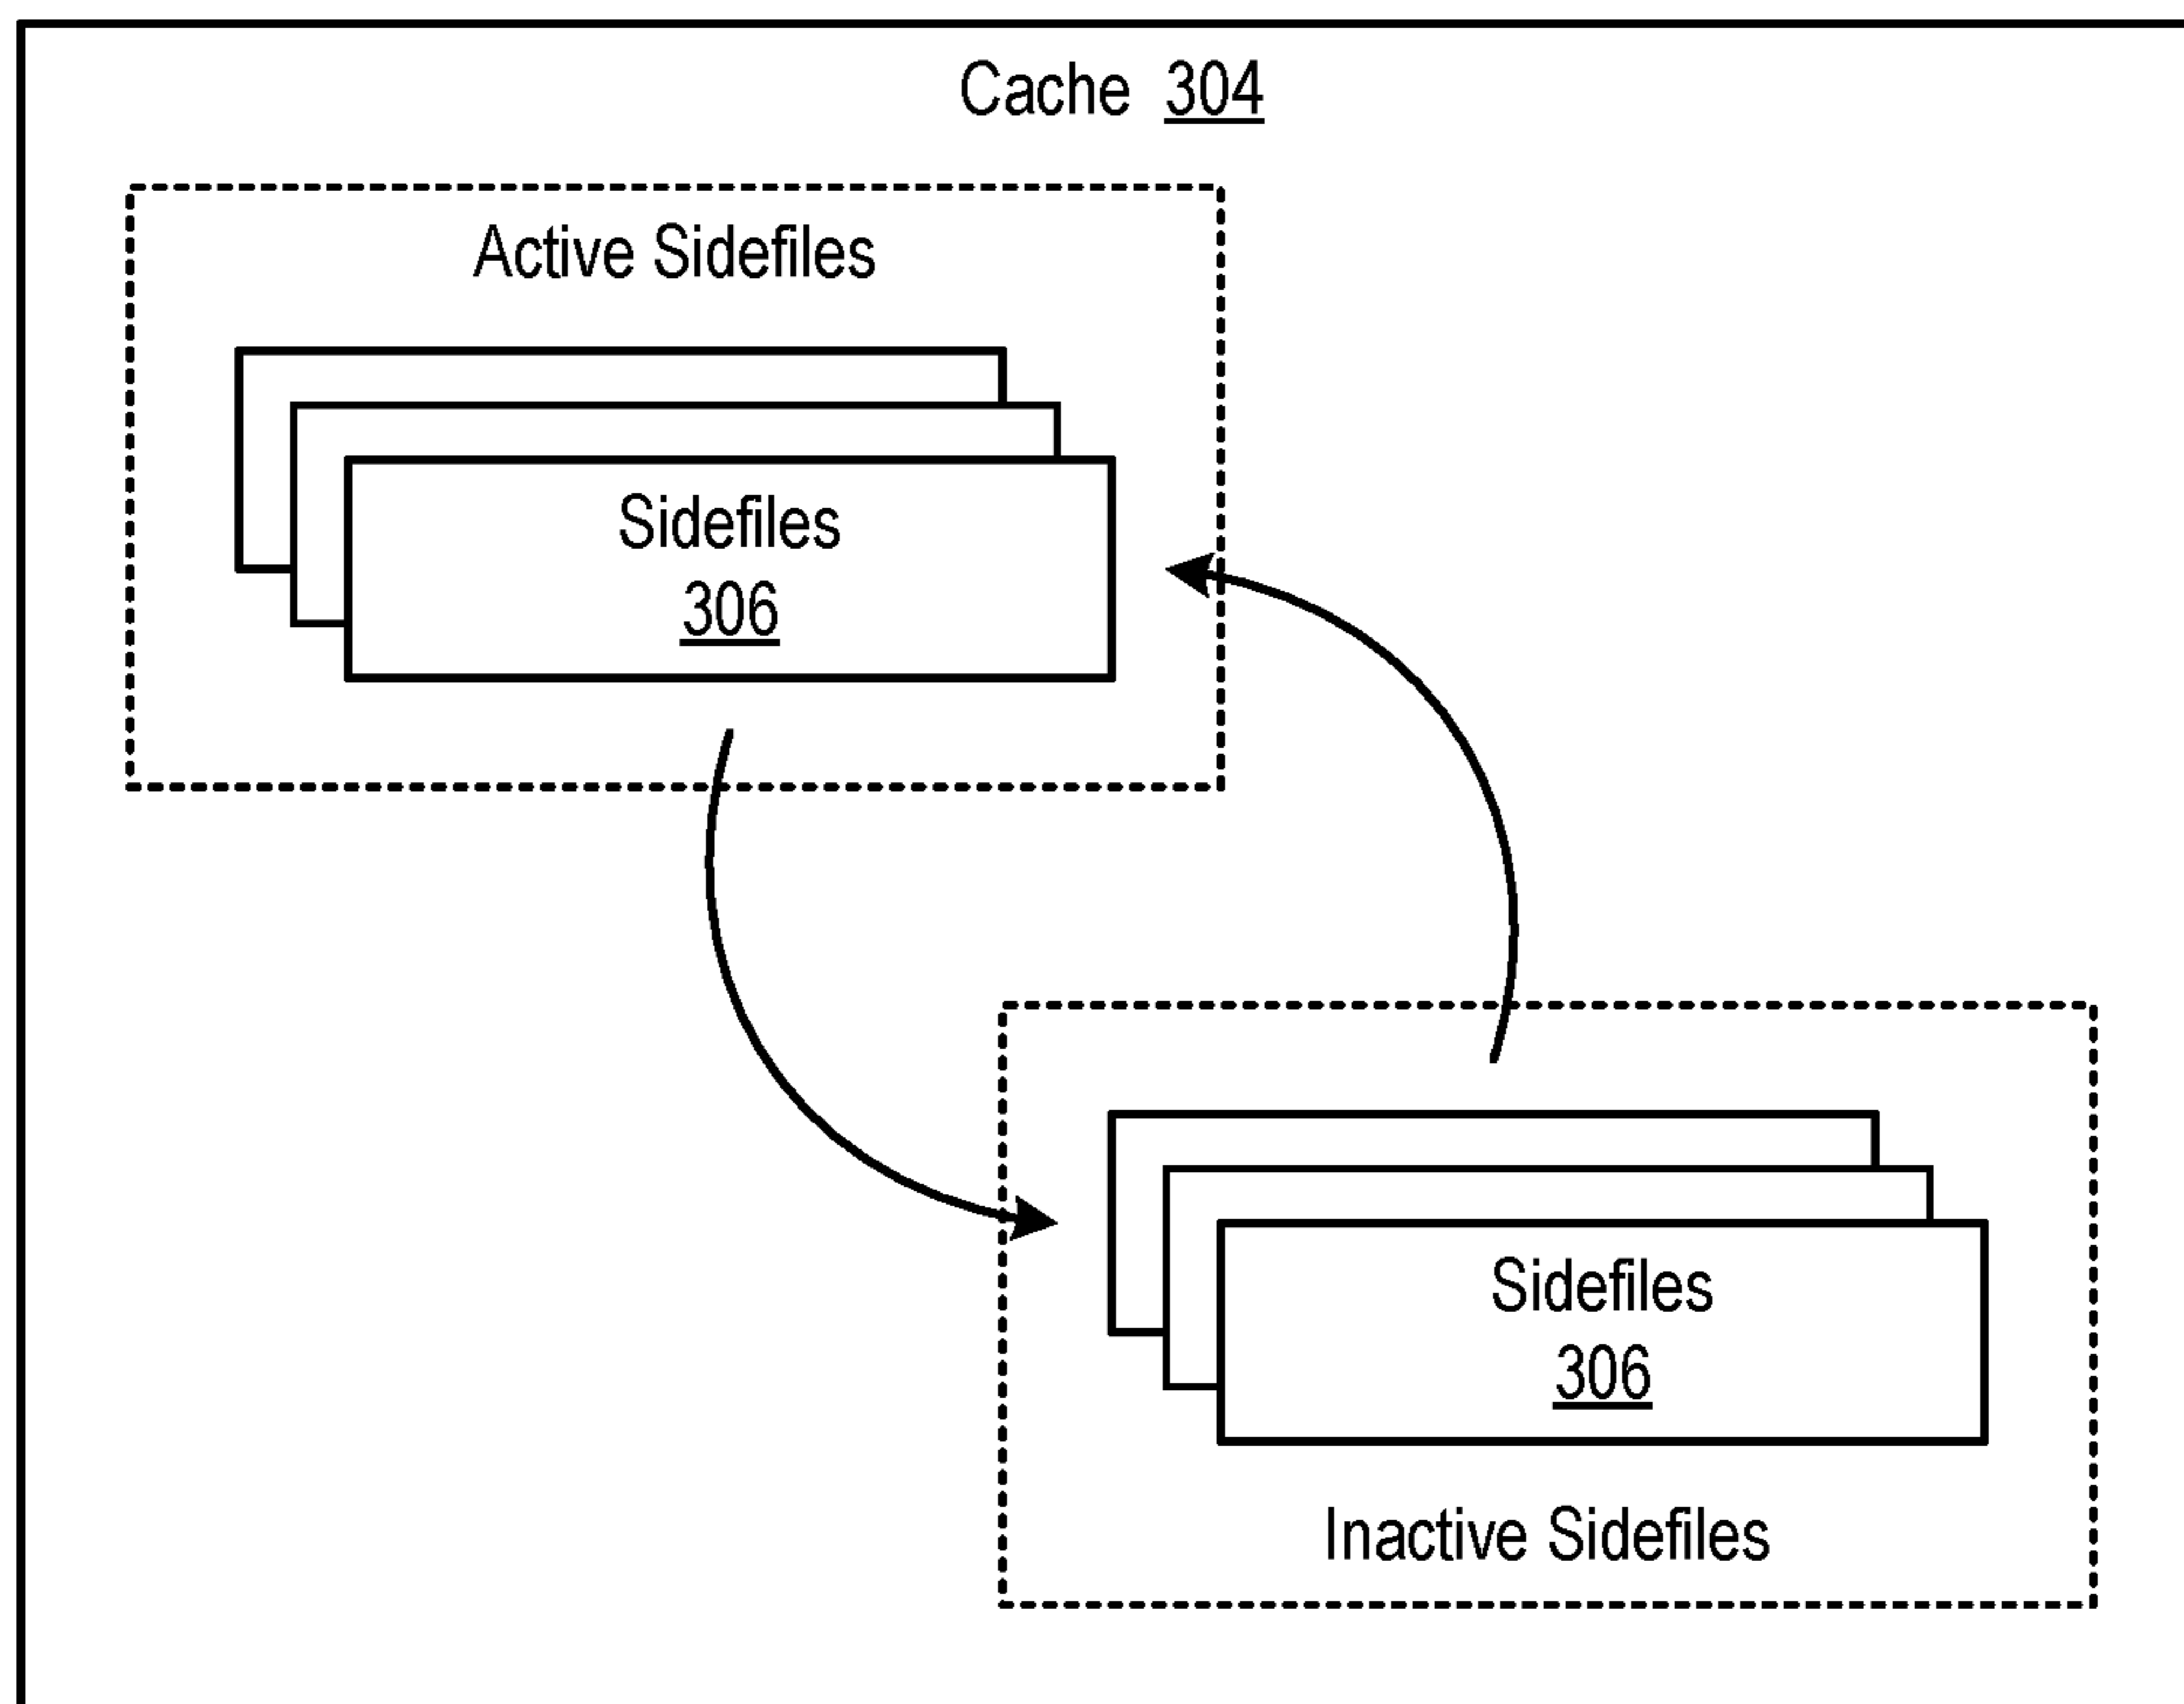 Cache 304
Active Sidefiles
Sidefiles
306
Sidefiles
306
Inactive Sidefiles